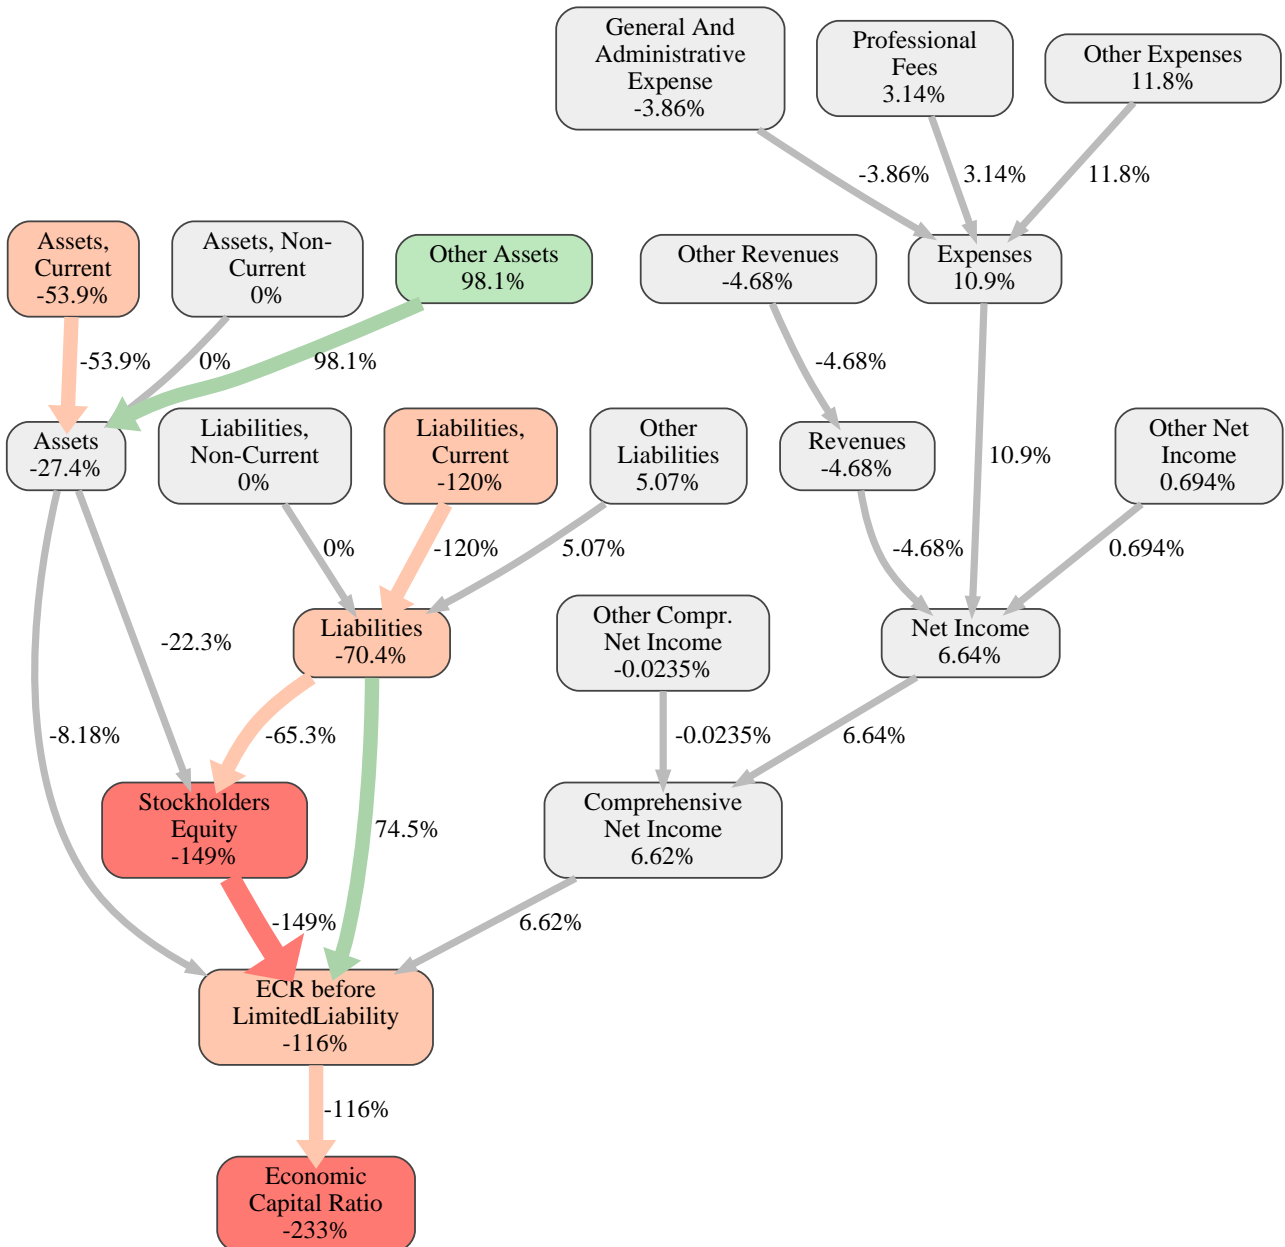 General And
Administrative
Expense
-3.86%
Professional
Fees
3.14%
Other Expenses
11.8%
-3.86%
3.14%
11.8%
Assets,
Current
-53.9%
Assets, Non-
Current
0%
Other Assets
98.1%
Other Revenues
-4.68%
Expenses
10.9%
-53.9%
0%
98.1%
-4.68%
Assets
-27.4%
Liabilities,
Non-Current
0%
Liabilities,
Current
-120%
Other
Liabilities
5.07%
Revenues
-4.68%
10.9%
Other Net
Income
0.694%
0%
-120%
5.07%
-4.68%
0.694%
-22.3%
Liabilities
-70.4%
Other Compr.
Net Income
-0.0235%
Net Income
6.64%
-8.18%
-65.3%
-0.0235%
6.64%
Stockholders
Equity
-149%
74.5%
Comprehensive
Net Income
6.62%
-149%
6.62%
ECR before
LimitedLiability
-116%
-116%
Economic
Capital Ratio
-233%